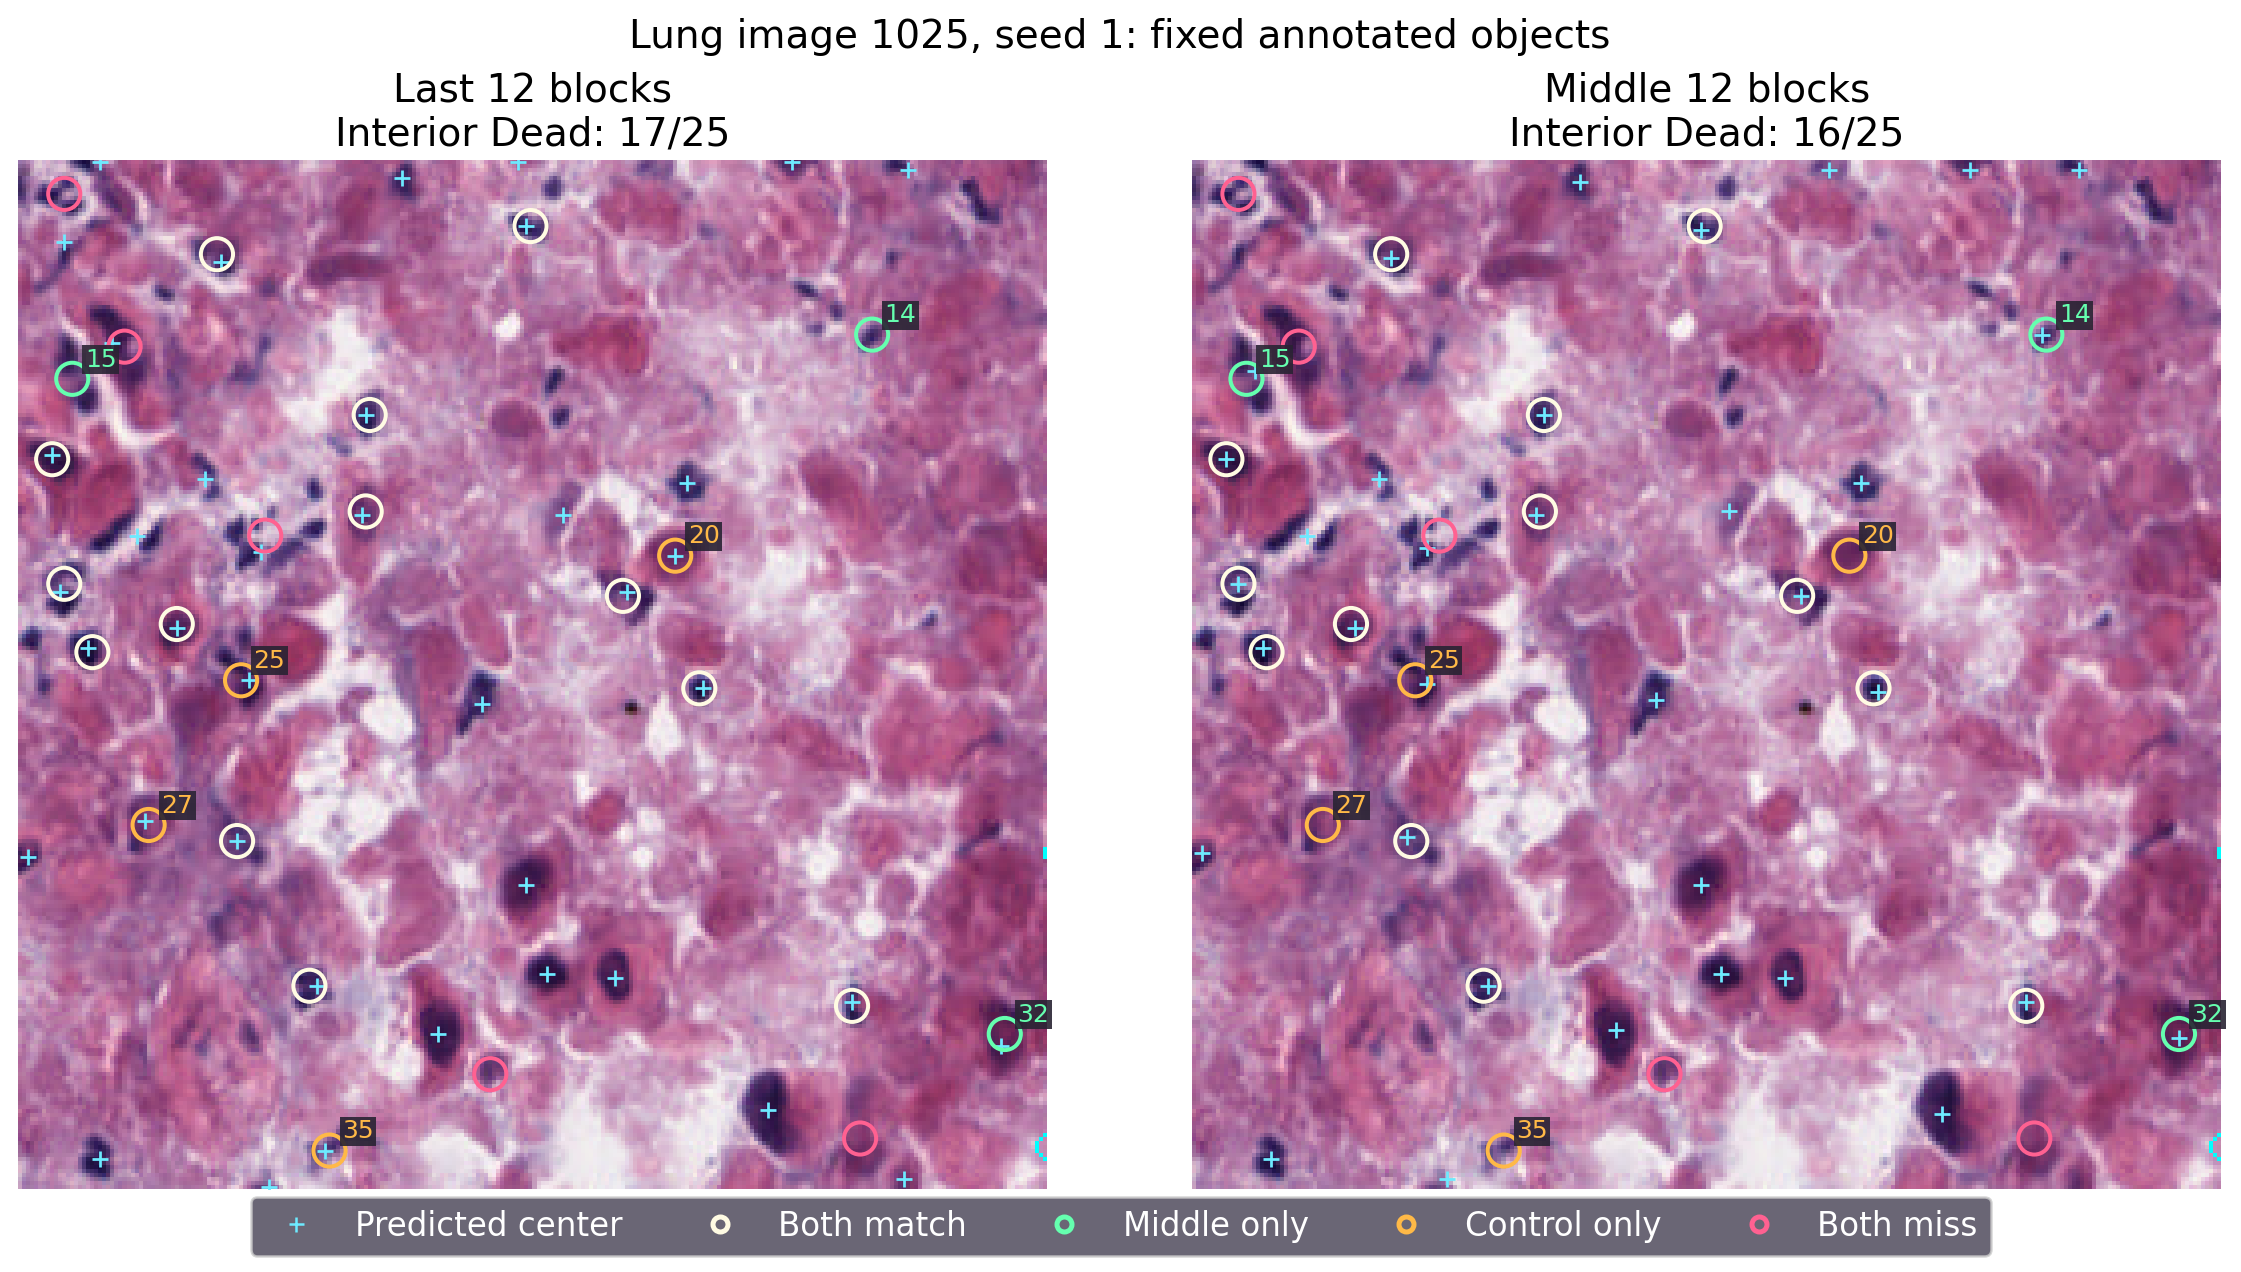 Lung image 1025, seed 1: fixed annotated objects
Last 12 blocks
Interior Dead: 17/25
Middle 12 blocks
Interior Dead: 16/25
14
15
20
25
27
32
35
14
15
20
25
27
32
35
Predicted center
Both match
Middle only
Control only
Both miss